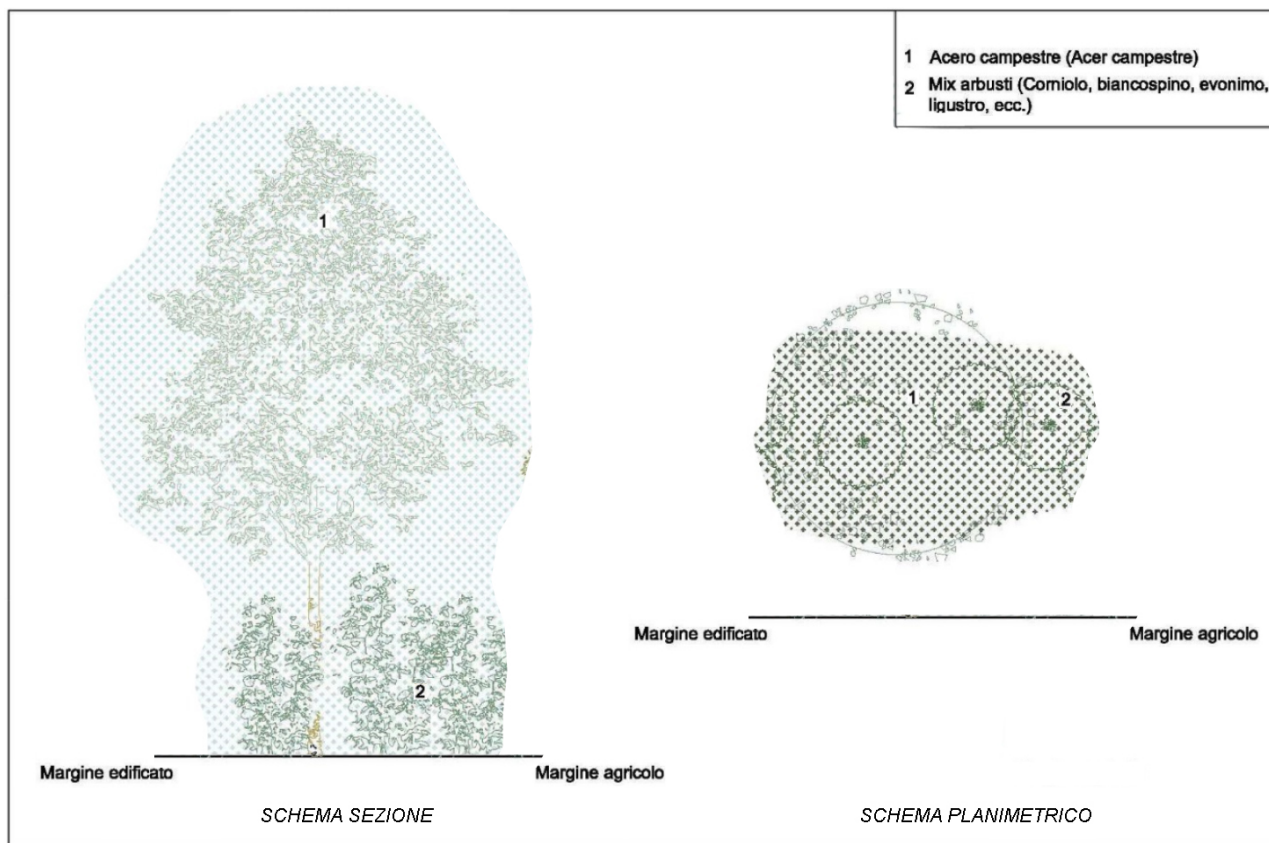 1 Acero campestre (Acer campestre)
2 Mix arbusti (Corniolo, biancospino, evonimo,
ligustro, ecc.)
1
2
Margine edificato
Margine agricolo
SCHEMA SEZIONE
1
2
Margine edificato
Margine agricolo
SCHEMA PLANIMETRICO